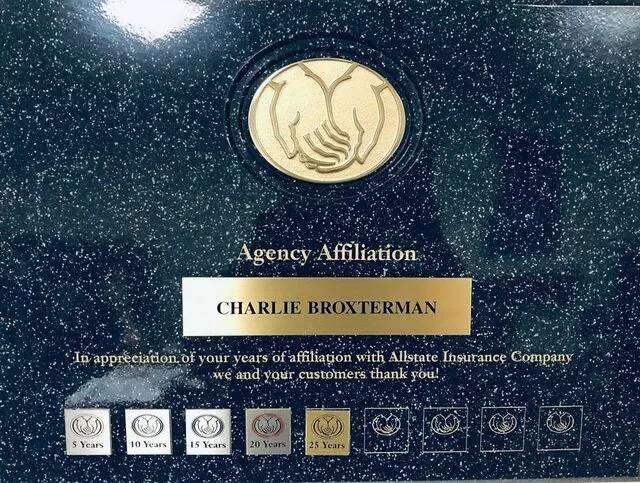 Agency Affiliation
CHARLIE BROXTERMAN
In appreciation of your years of affiliation with Allstate Insurance Company
we and your customers thank you!
5 Years 10 Years 15 Years 20 Years 25 Years